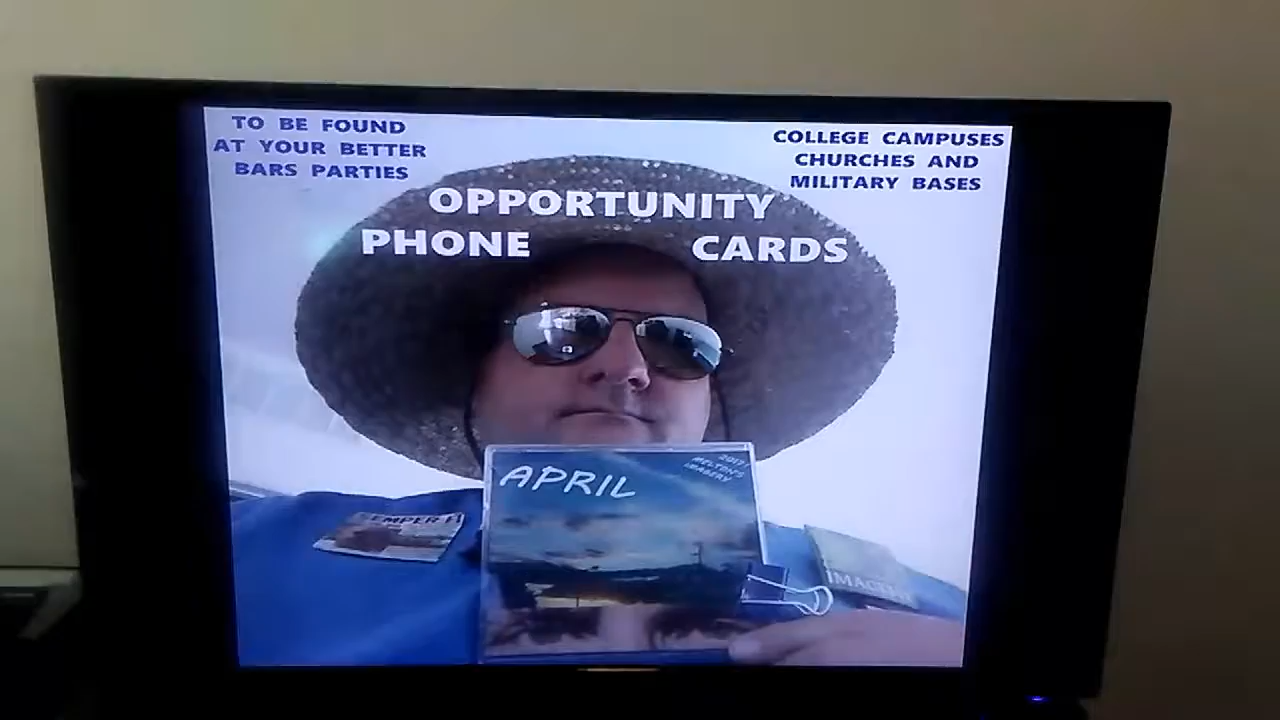 TO BE FOUND
AT YOUR BETTER
BARS PARTIES
COLLEGE CAMPUSES
CHURCHES AND
MILITARY BASES
OPPORTUNITY
PHONE CARDS
APRIL
2017
MELTON'S
IMAGERY